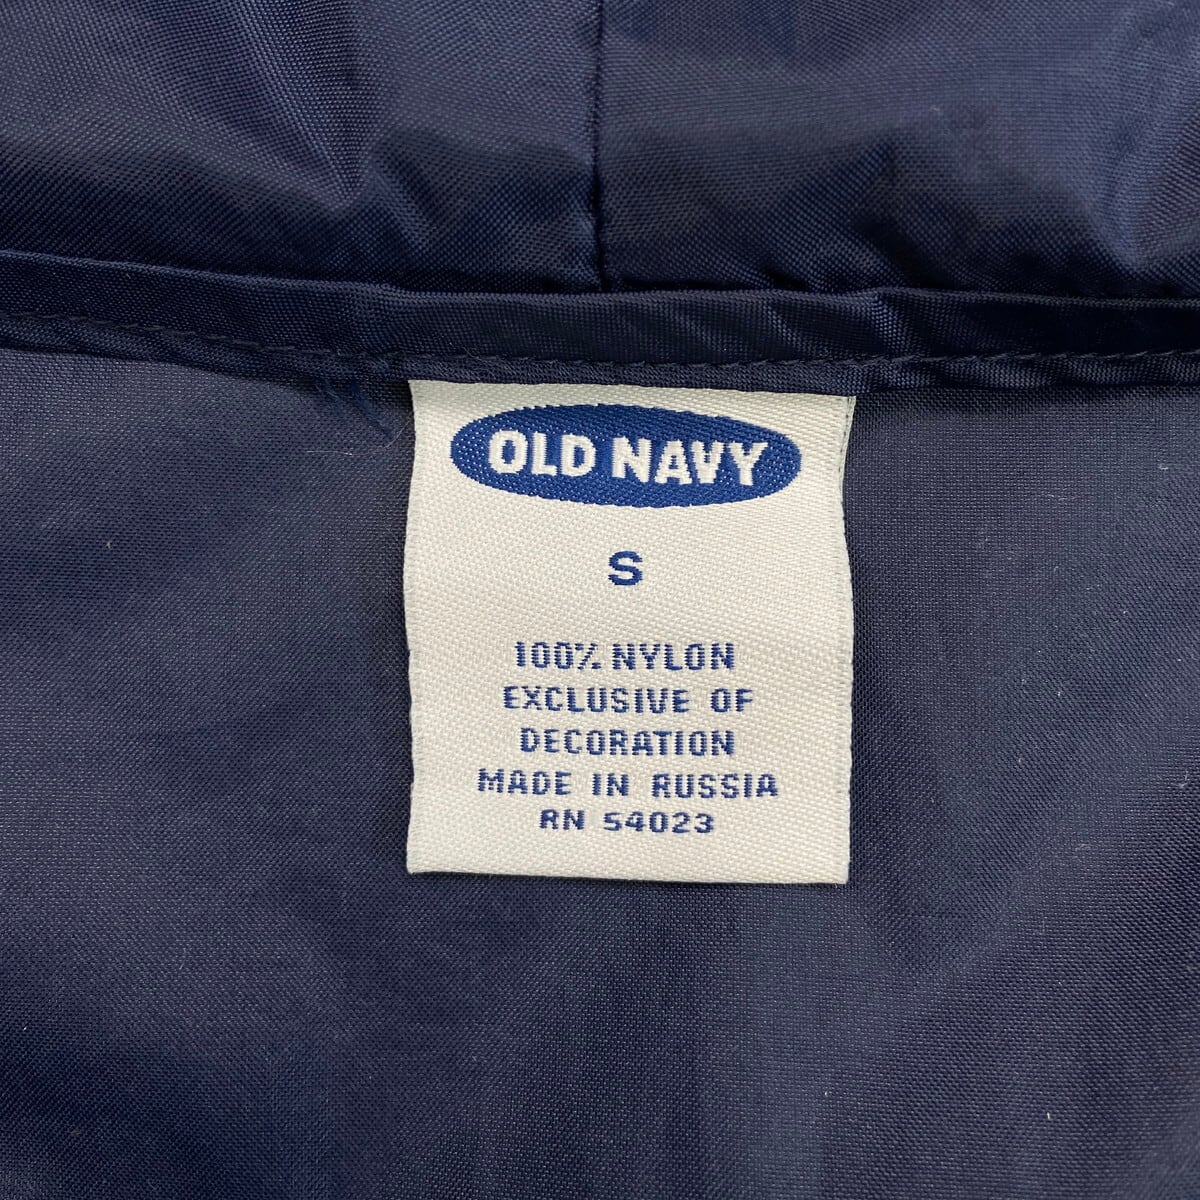 OLD NAVY
S
100% NYLON
EXCLUSIVE OF
DECORATION
MADE IN RUSSIA
RN 54023